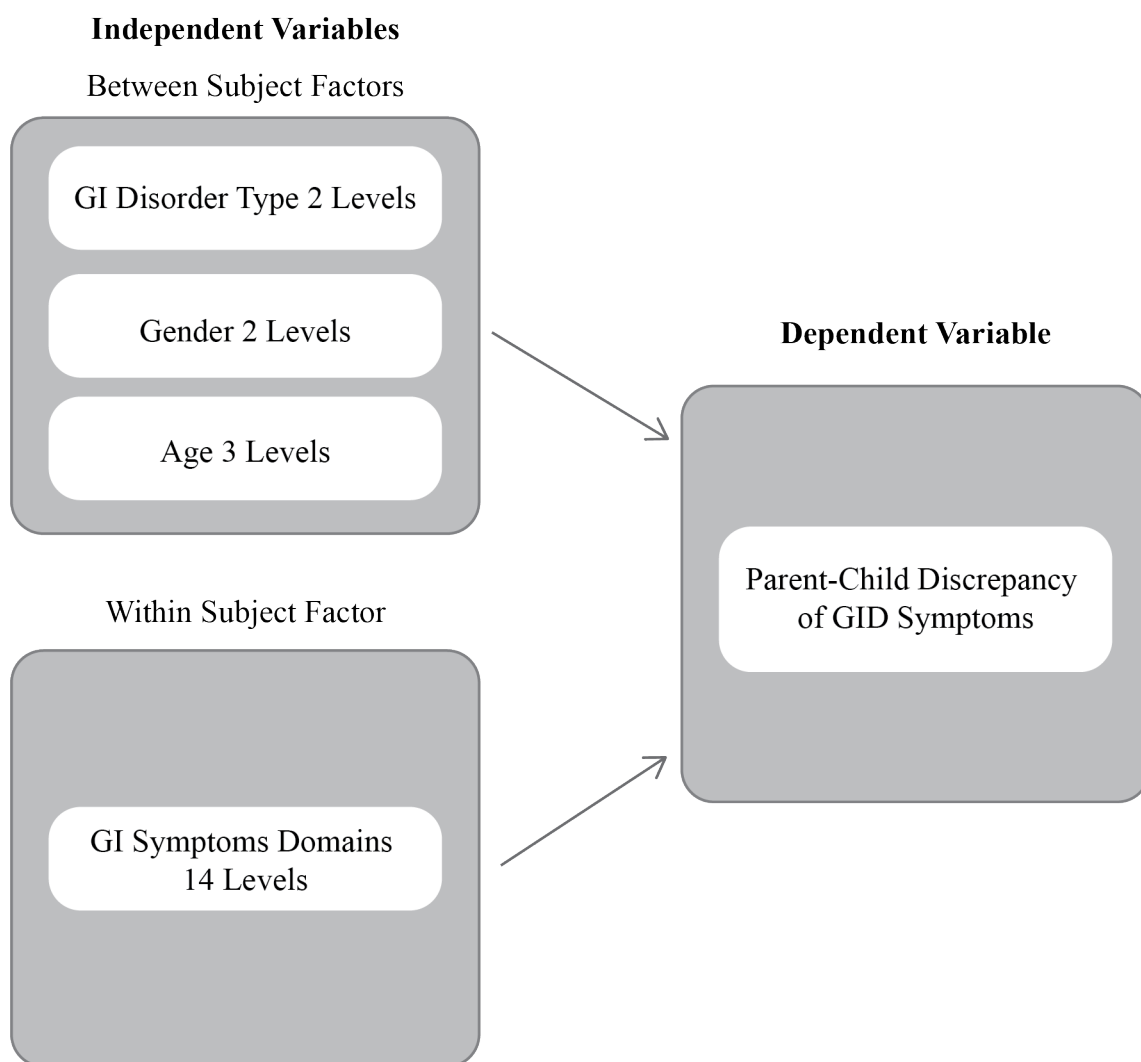 Independent Variables
Between Subject Factors
GI Disorder Type 2 Levels
Gender 2 Levels
Age 3 Levels
Within Subject Factor
GI Symptoms Domains
14 Levels
Dependent Variable
Parent-Child Discrepancy
of GID Symptoms